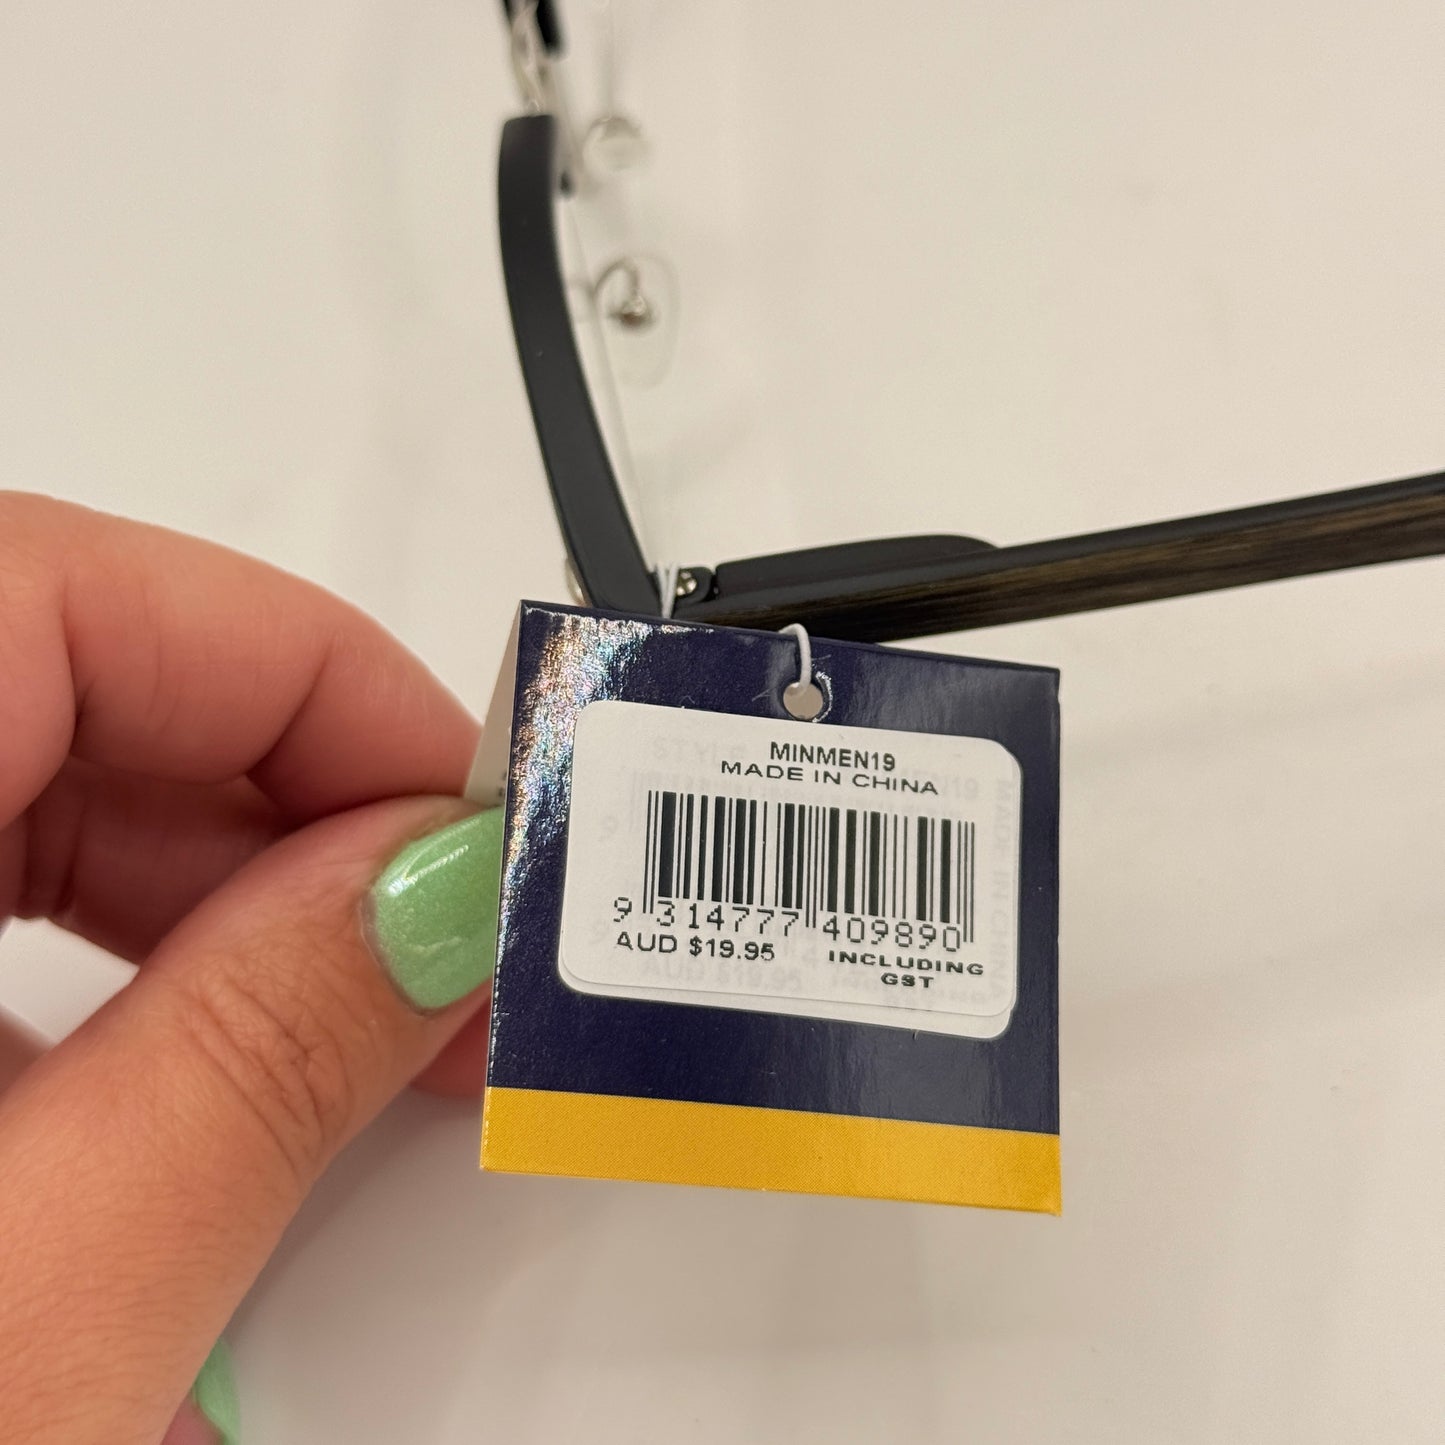 MINMEN19
MADE IN CHINA
9 314777 409890
AUD $19.95 INCLUDING
GST